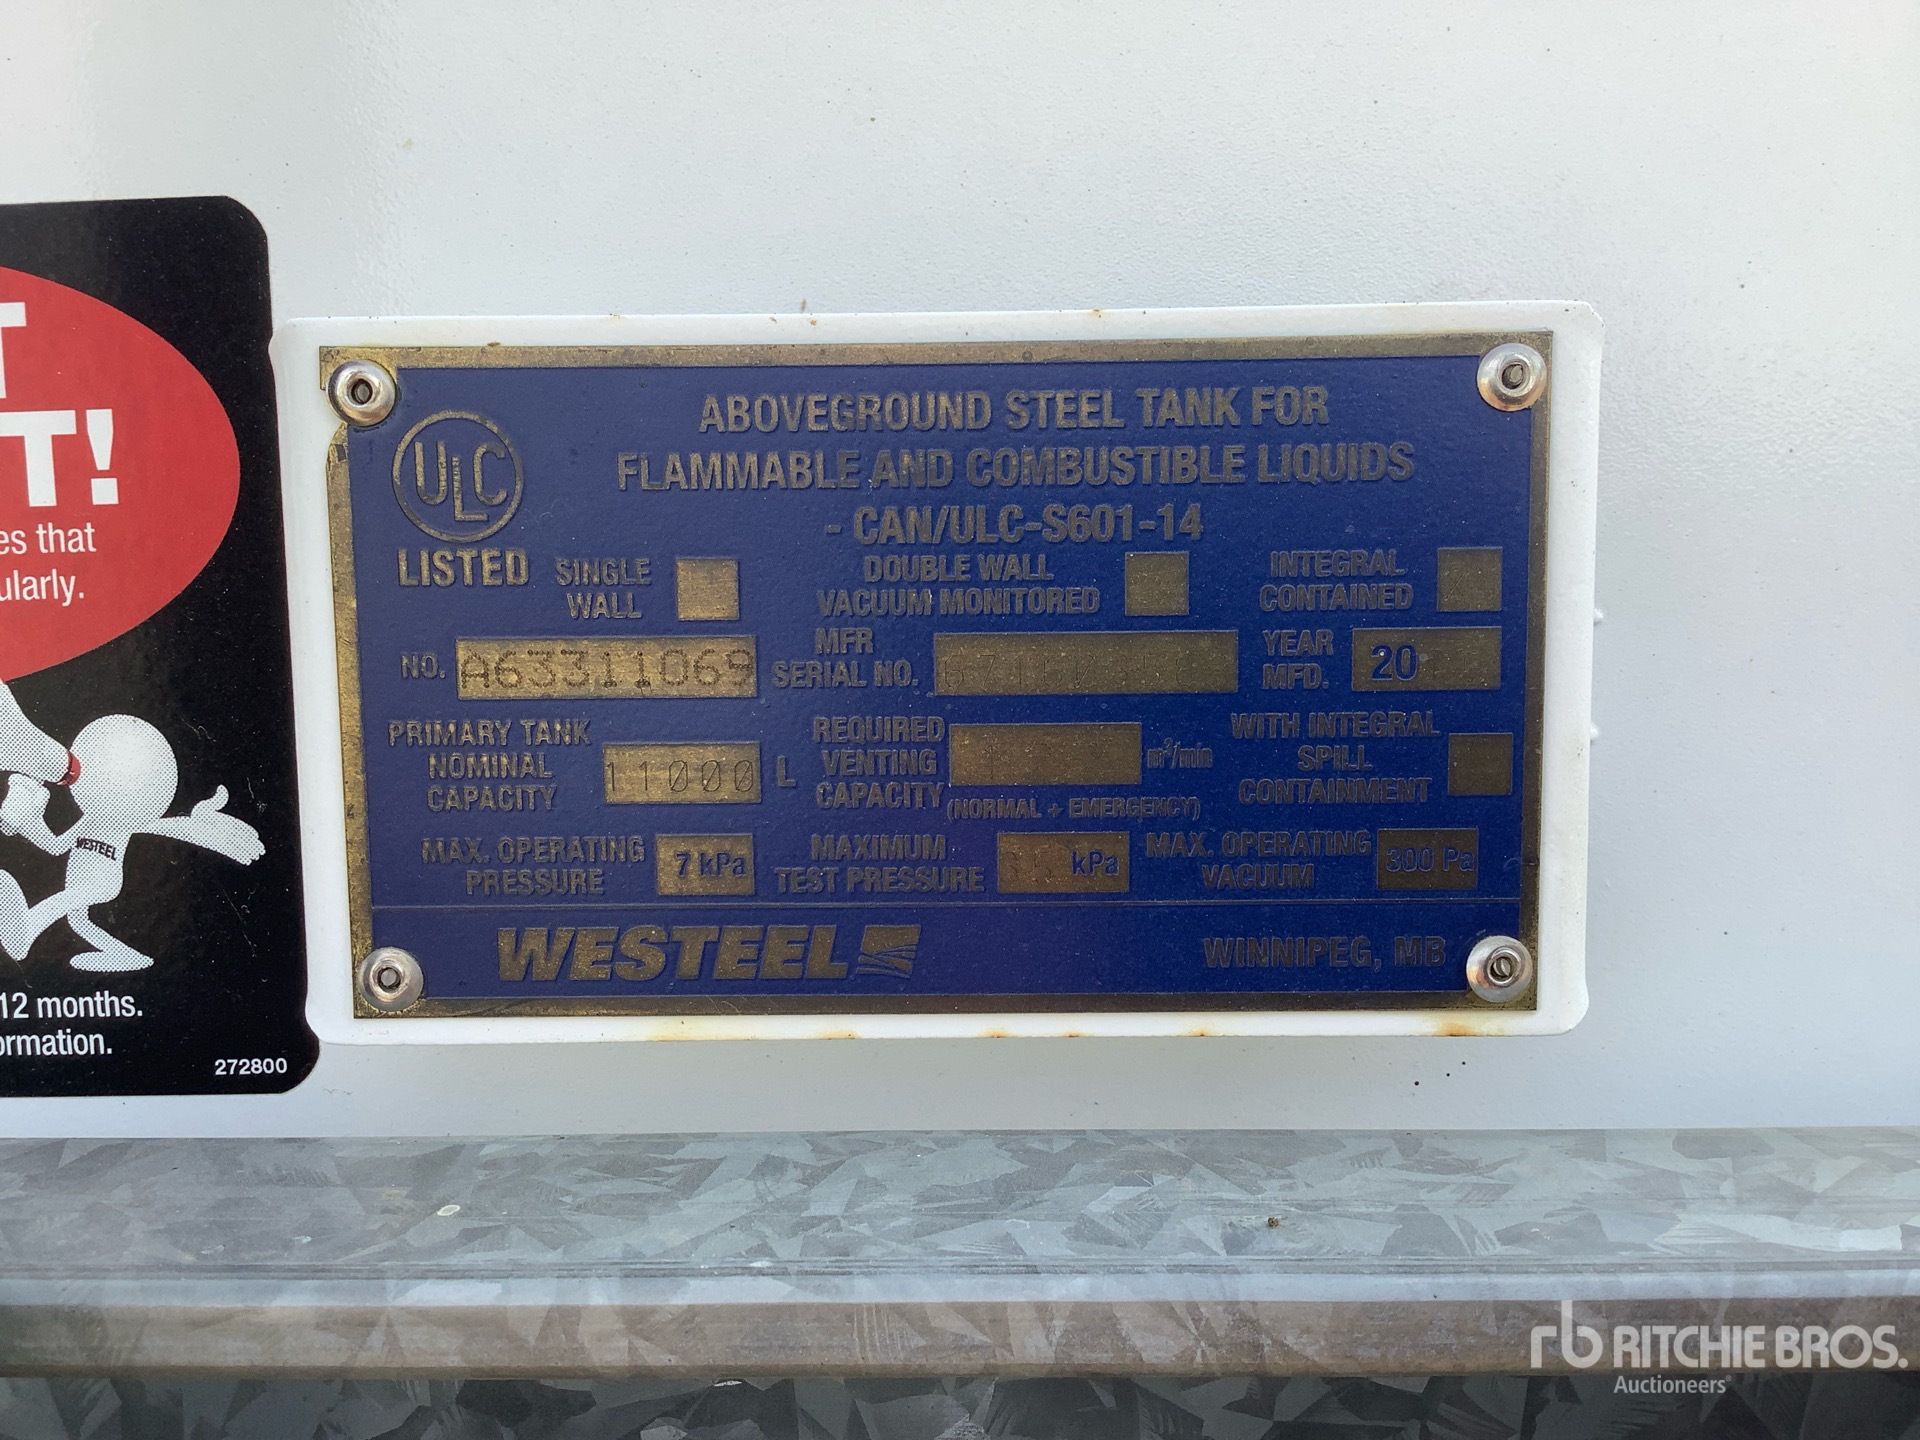 T
T!
es that
ularly.
WESTEEL
12 months.
ormation.
272800
ULC
LISTED
ABOVEGROUND STEEL TANK FOR
FLAMMABLE AND COMBUSTIBLE LIQUIDS
- CAN/ULC-S601-14
SINGLE
WALL
DOUBLE WALL
VACUUM MONITORED
INTEGRAL
CONTAINED
NO. A63311069
MFR
SERIAL NO.
YEAR
MFD. 20
PRIMARY TANK
NOMINAL
CAPACITY
11000 L
REQUIRED
VENTING
CAPACITY
m³/min
(NORMAL + EMERGENCY)
WITH INTEGRAL
SPILL
CONTAINMENT
MAX. OPERATING
PRESSURE
7 kPa
MAXIMUM
TEST PRESSURE
kPa
MAX. OPERATING
VACUUM
300 Pa
WESTEEL
WINNIPEG, MB
rb RITCHIE BROS.
Auctioneers